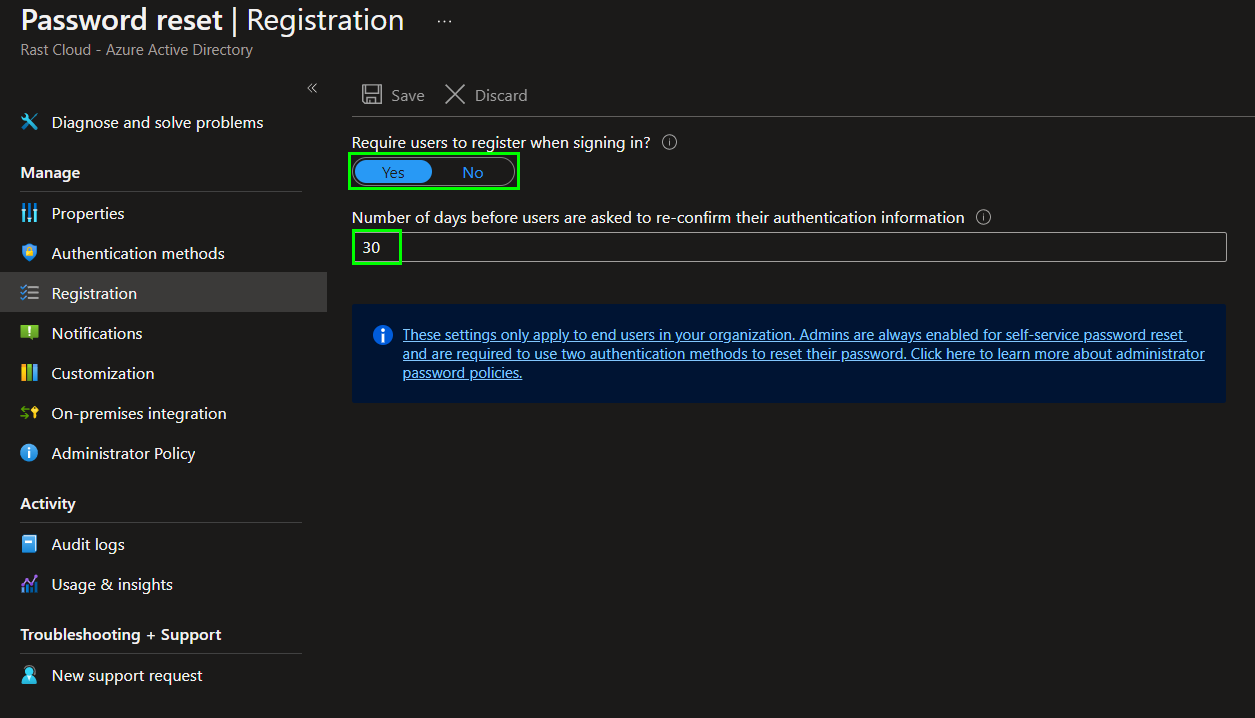 Password reset | Registration ...
Rast Cloud - Azure Active Directory
«
Diagnose and solve problems
Manage
Properties
Authentication methods
Registration
Notifications
Customization
On-premises integration
Administrator Policy
Activity
Audit logs
Usage & insights
Troubleshooting + Support
New support request
Save Discard
Require users to register when signing in?
Yes No
Number of days before users are asked to re-confirm their authentication information
30
These settings only apply to end users in your organization. Admins are always enabled for self-service password reset
and are required to use two authentication methods to reset their password. Click here to learn more about administrator
password policies.